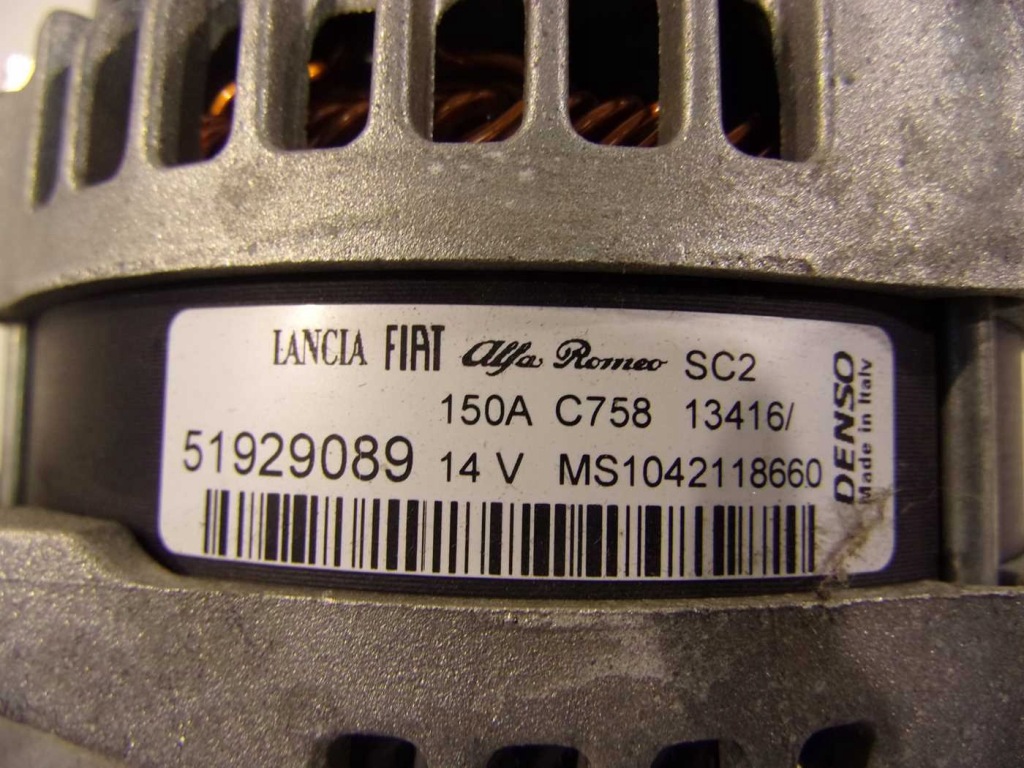 LANCIA FIAT Alfa Romeo SC2
150A C758 13416/
51929089 14 V MS1042118660
DENSO
Made in Italy